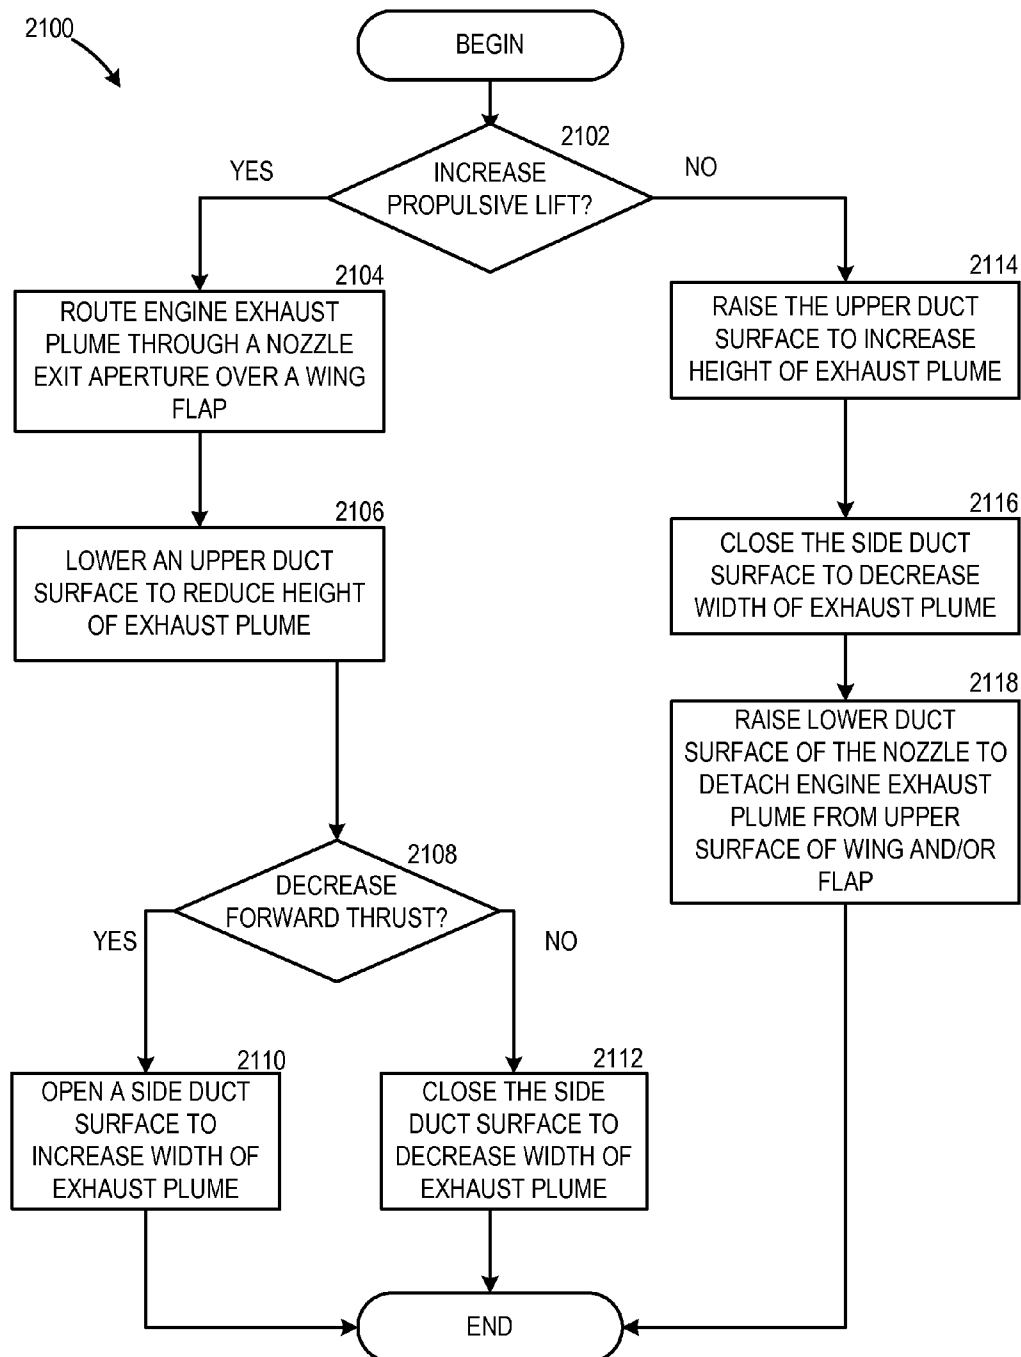 2100
BEGIN
2102
YES
INCREASE
PROPULSIVE LIFT?
NO
2104
ROUTE ENGINE EXHAUST
PLUME THROUGH A NOZZLE
EXIT APERTURE OVER A WING
FLAP
2114
RAISE THE UPPER DUCT
SURFACE TO INCREASE
HEIGHT OF EXHAUST PLUME
2106
LOWER AN UPPER DUCT
SURFACE TO REDUCE HEIGHT
OF EXHAUST PLUME
2116
CLOSE THE SIDE DUCT
SURFACE TO DECREASE
WIDTH OF EXHAUST PLUME
2118
RAISE LOWER DUCT
SURFACE OF THE NOZZLE TO
DETACH ENGINE EXHAUST
PLUME FROM UPPER
SURFACE OF WING AND/OR
FLAP
2108
DECREASE
FORWARD THRUST?
YES
NO
2110
OPEN A SIDE DUCT
SURFACE TO
INCREASE WIDTH OF
EXHAUST PLUME
2112
CLOSE THE SIDE
DUCT SURFACE TO
DECREASE WIDTH OF
EXHAUST PLUME
END